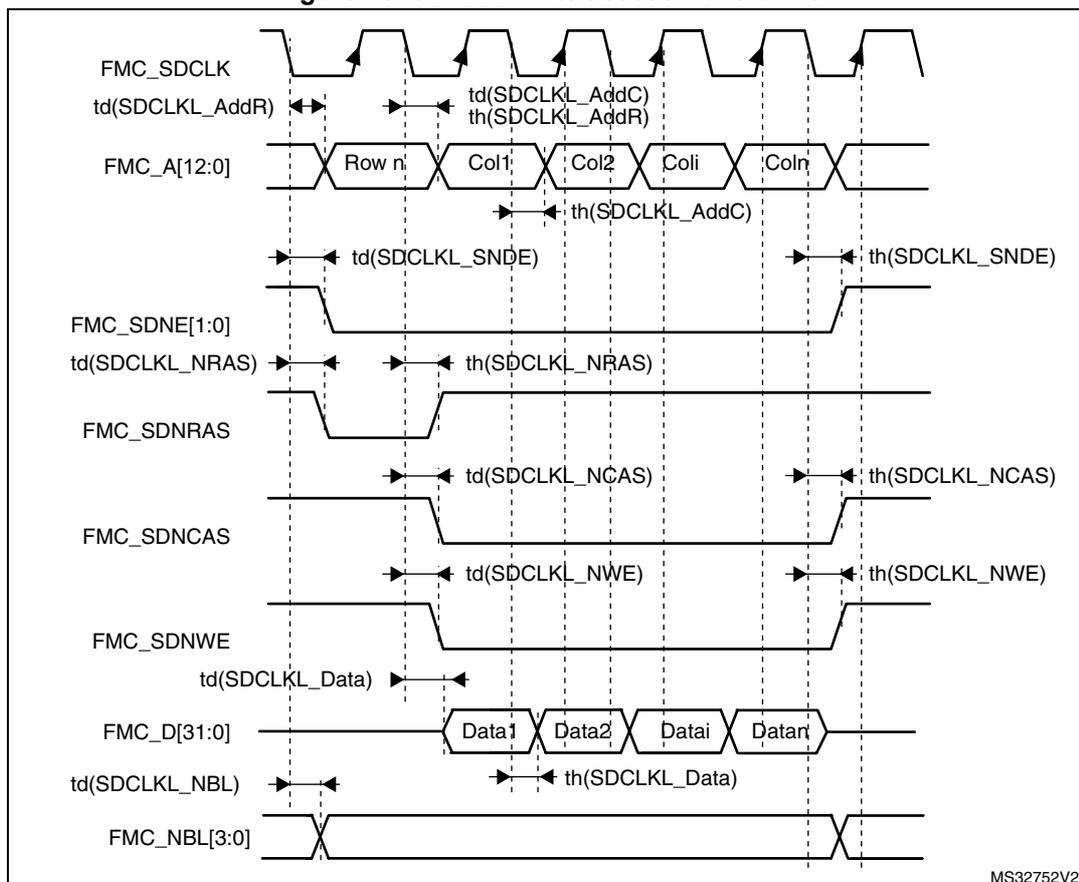 FMC_SDCLK
td(SDCLKL_AddR)
td(SDCLKL_AddC)
th(SDCLKL_AddR)
FMC_A[12:0]
Row n
Col1
Col2
Coli
Coln
th(SDCLKL_AddC)
td(SDCLKL_SNDE)
th(SDCLKL_SNDE)
FMC_SDNE[1:0]
td(SDCLKL_NRAS)
th(SDCLKL_NRAS)
FMC_SDNRAS
td(SDCLKL_NCAS)
th(SDCLKL_NCAS)
FMC_SDNCAS
td(SDCLKL_NWE)
th(SDCLKL_NWE)
FMC_SDNWE
td(SDCLKL_Data)
FMC_D[31:0]
Data1
Data2
Datai
Datan
td(SDCLKL_NBL)
th(SDCLKL_Data)
FMC_NBL[3:0]
MS32752V2